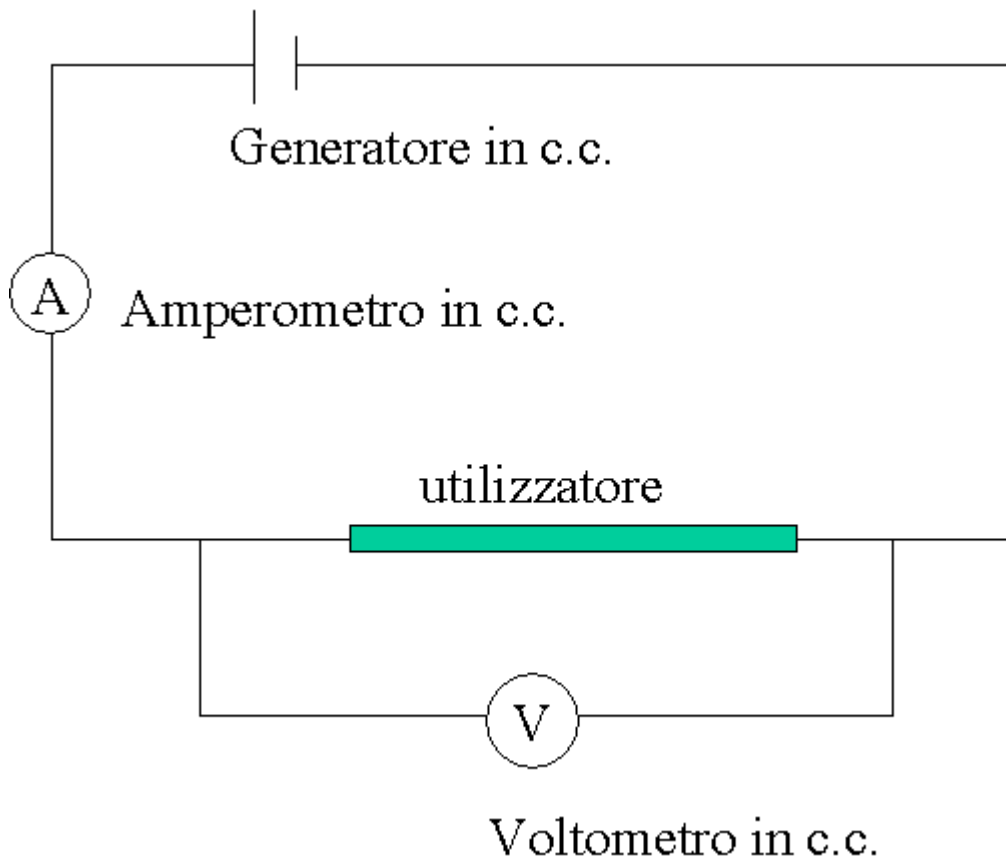 Generatore in c.c.
A
Amperometro in c.c.
utilizzatore
V
Voltometro in c.c.